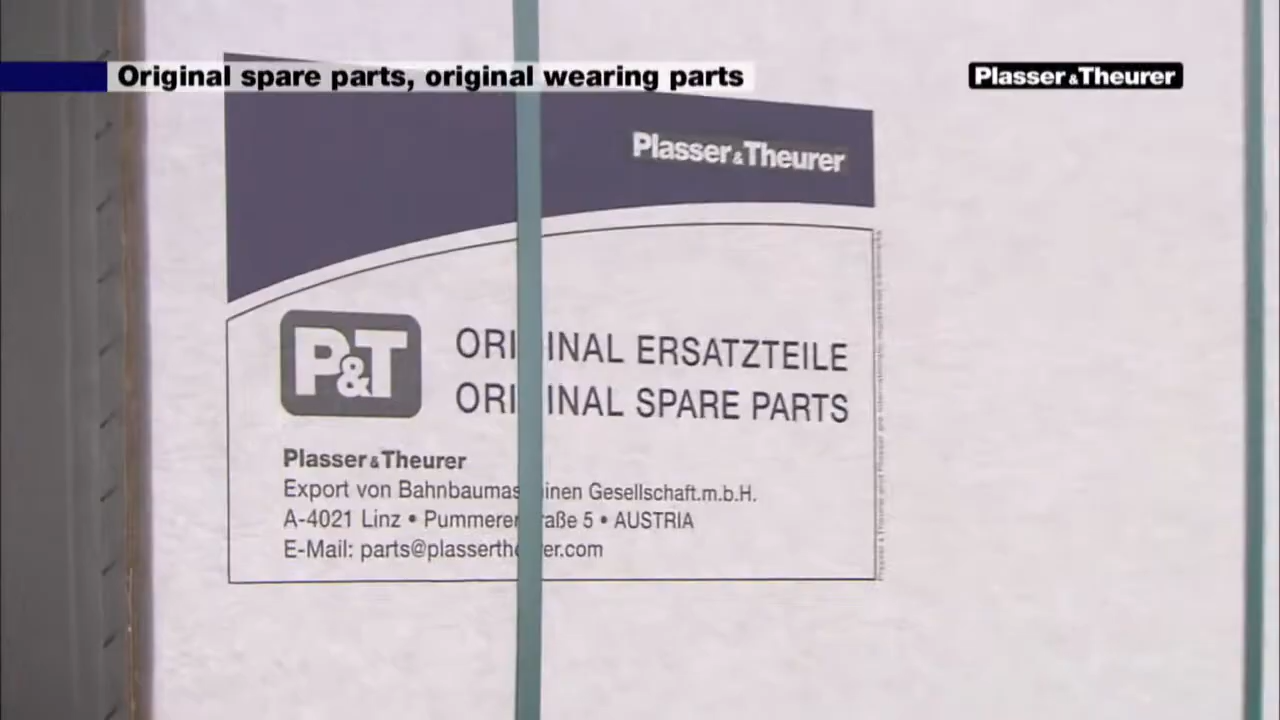 Original spare parts, original wearing parts
Plasser & Theurer
Plasser & Theurer
P&T
ORI INAL ERSATZTEILE
ORI INAL SPARE PARTS
Plasser & Theurer
Export von Bahnbaumas inen Gesellschaft.m.b.H.
A-4021 Linz • Pummerer aße 5 • AUSTRIA
E-Mail: parts@plasserth er.com